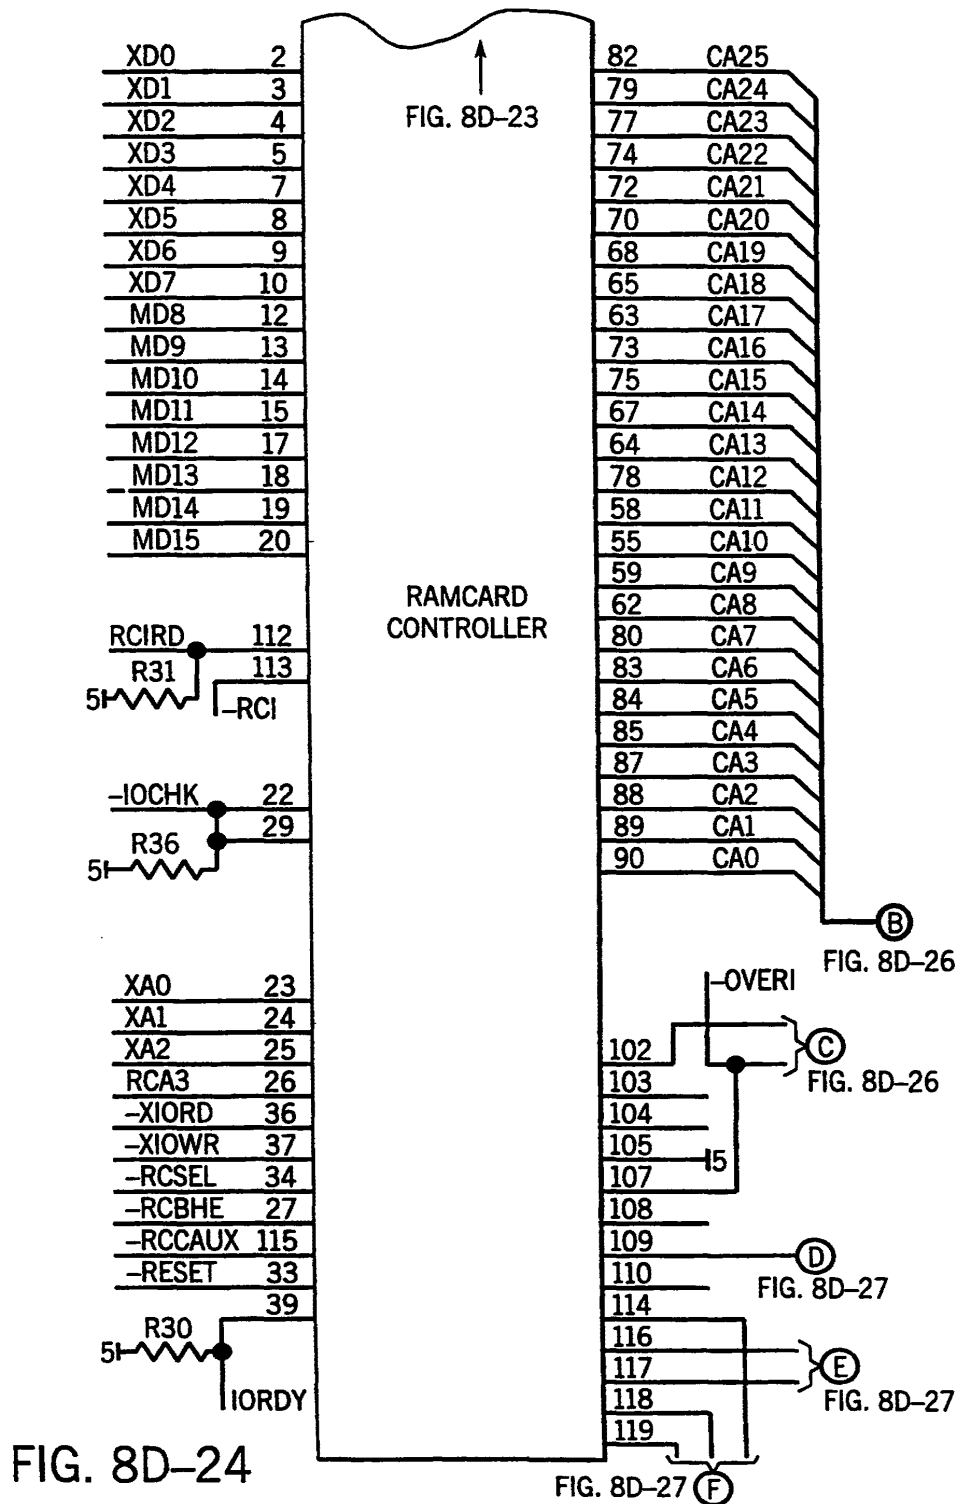 XD0 2 82 CA25
XD1 3 79 CA24
FIG. 8D–23
XD2 4 77 CA23
XD3 5 74 CA22
XD4 7 72 CA21
XD5 8 70 CA20
XD6 9 68 CA19
XD7 10 65 CA18
MD8 12 63 CA17
MD9 13 73 CA16
MD10 14 75 CA15
MD11 15 67 CA14
MD12 17 64 CA13
MD13 18 78 CA12
MD14 19 58 CA11
MD15 20 55 CA10
59 CA9
RAMCARD
CONTROLLER
62 CA8
RCIRD 112 80 CA7
R31 113 83 CA6
5
–RCI
84 CA5
85 CA4
87 CA3
–IOCHK 22 88 CA2
R36 29 89 CA1
5
90 CA0
B
FIG. 8D–26
XA0 23
–OVERI
XA1 24
XA2 25 102
C
FIG. 8D–26
RCA3 26 103
–XIORD 36 104
–XIOWR 37 105 5
–RCSEL 34 107
–RCBHE 27 108
–RCCAUX 115 109
D
FIG. 8D–27
–RESET 33 110
39 114
R30
5
116
E
117
FIG. 8D–27
IORDY
118
119
FIG. 8D–24
FIG. 8D–27 F